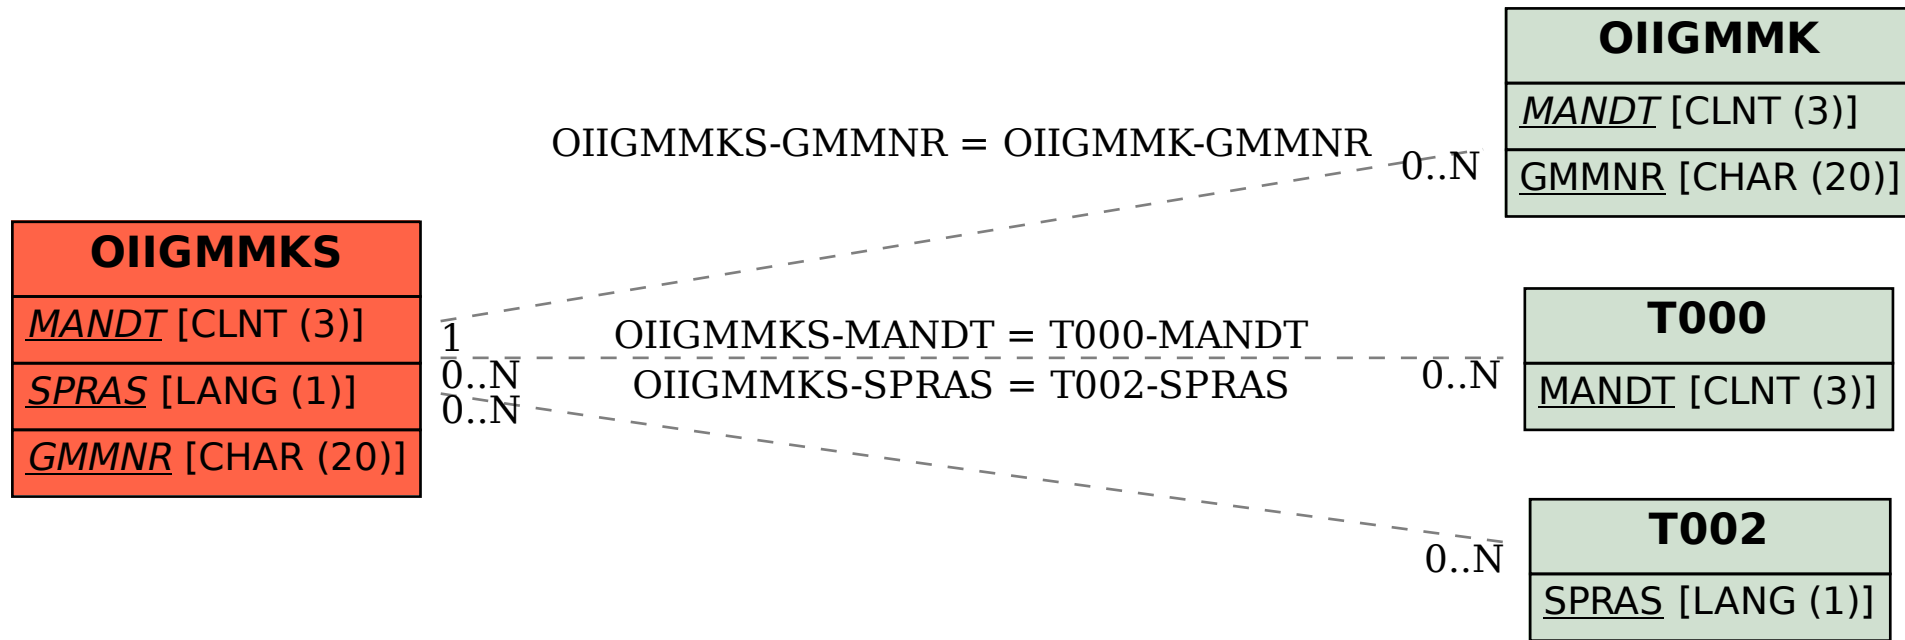 OIIGMMK
MANDT [CLNT (3)]
GMMNR [CHAR (20)]
OIIGMMKS-GMMNR = OIIGMMK-GMMNR
0..N
OIIGMMKS
MANDT [CLNT (3)]
SPRAS [LANG (1)]
GMMNR [CHAR (20)]
1
OIIGMMKS-MANDT = T000-MANDT
0..N
0..N
OIIGMMKS-SPRAS = T002-SPRAS
0..N
0..N
T000
MANDT [CLNT (3)]
T002
SPRAS [LANG (1)]